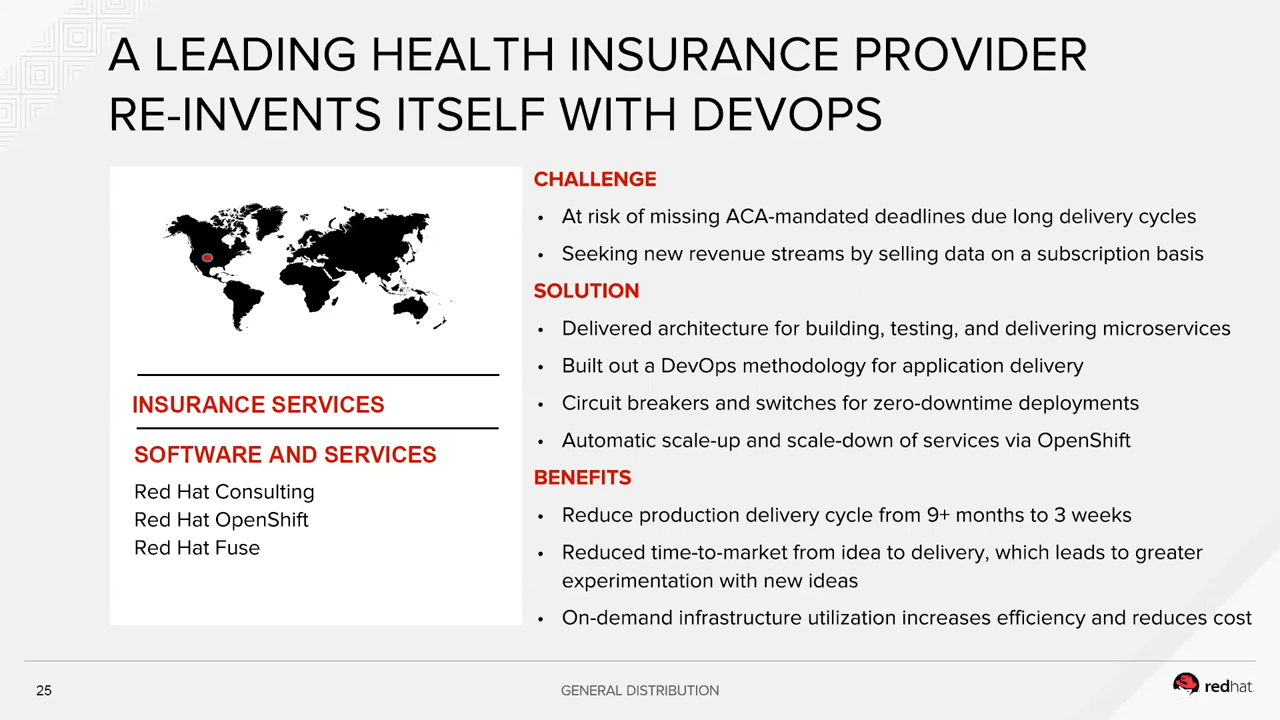 A LEADING HEALTH INSURANCE PROVIDER
RE-INVENTS ITSELF WITH DEVOPS
INSURANCE SERVICES
SOFTWARE AND SERVICES
Red Hat Consulting
Red Hat OpenShift
Red Hat Fuse
CHALLENGE
• At risk of missing ACA-mandated deadlines due long delivery cycles
• Seeking new revenue streams by selling data on a subscription basis
SOLUTION
• Delivered architecture for building, testing, and delivering microservices
• Built out a DevOps methodology for application delivery
• Circuit breakers and switches for zero-downtime deployments
• Automatic scale-up and scale-down of services via OpenShift
BENEFITS
• Reduce production delivery cycle from 9+ months to 3 weeks
• Reduced time-to-market from idea to delivery, which leads to greater
experimentation with new ideas
• On-demand infrastructure utilization increases efficiency and reduces cost
25
GENERAL DISTRIBUTION
redhat.